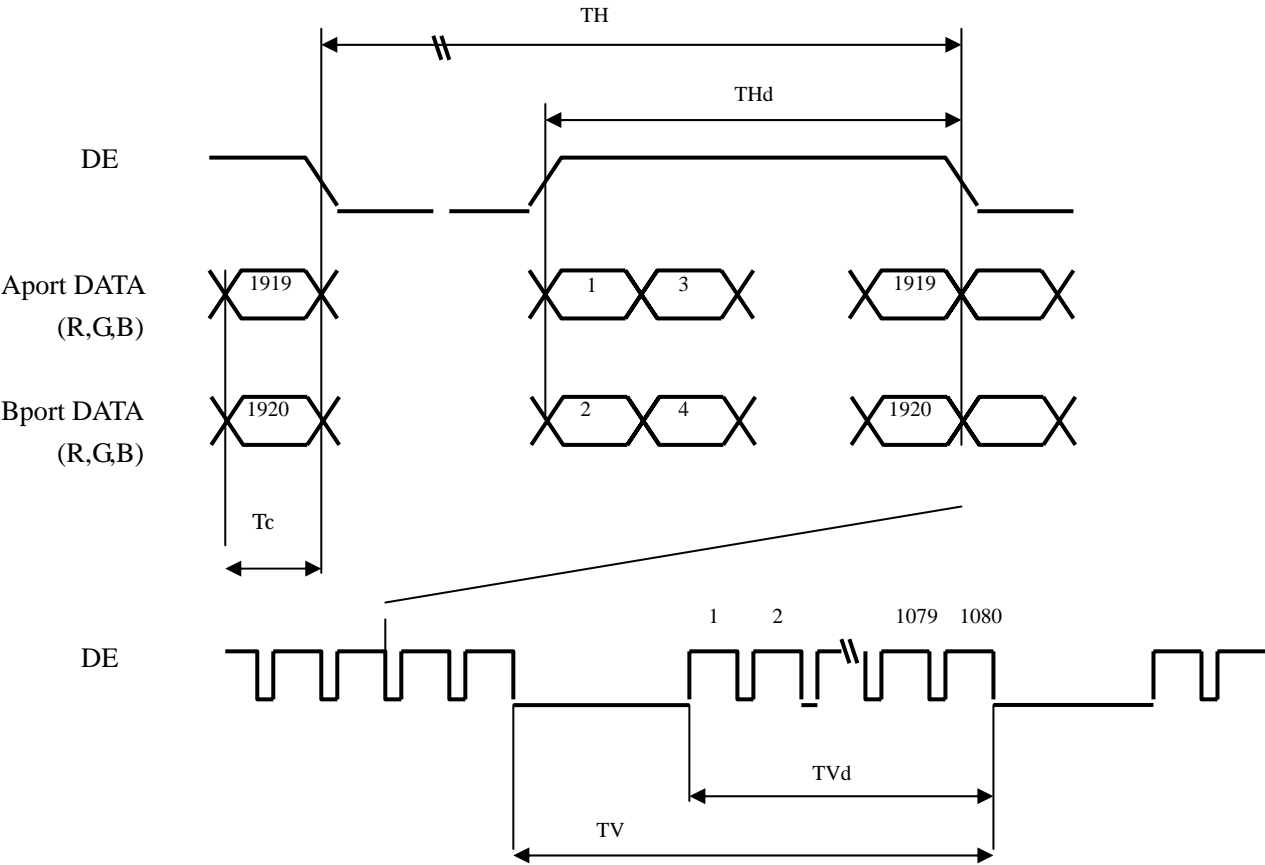 TH
THd
DE
Aport DATA
(R,G,B)
1919
1
3
1919
Bport DATA
(R,G,B)
1920
2
4
1920
Tc
1 2 1079 1080
DE
TVd
TV